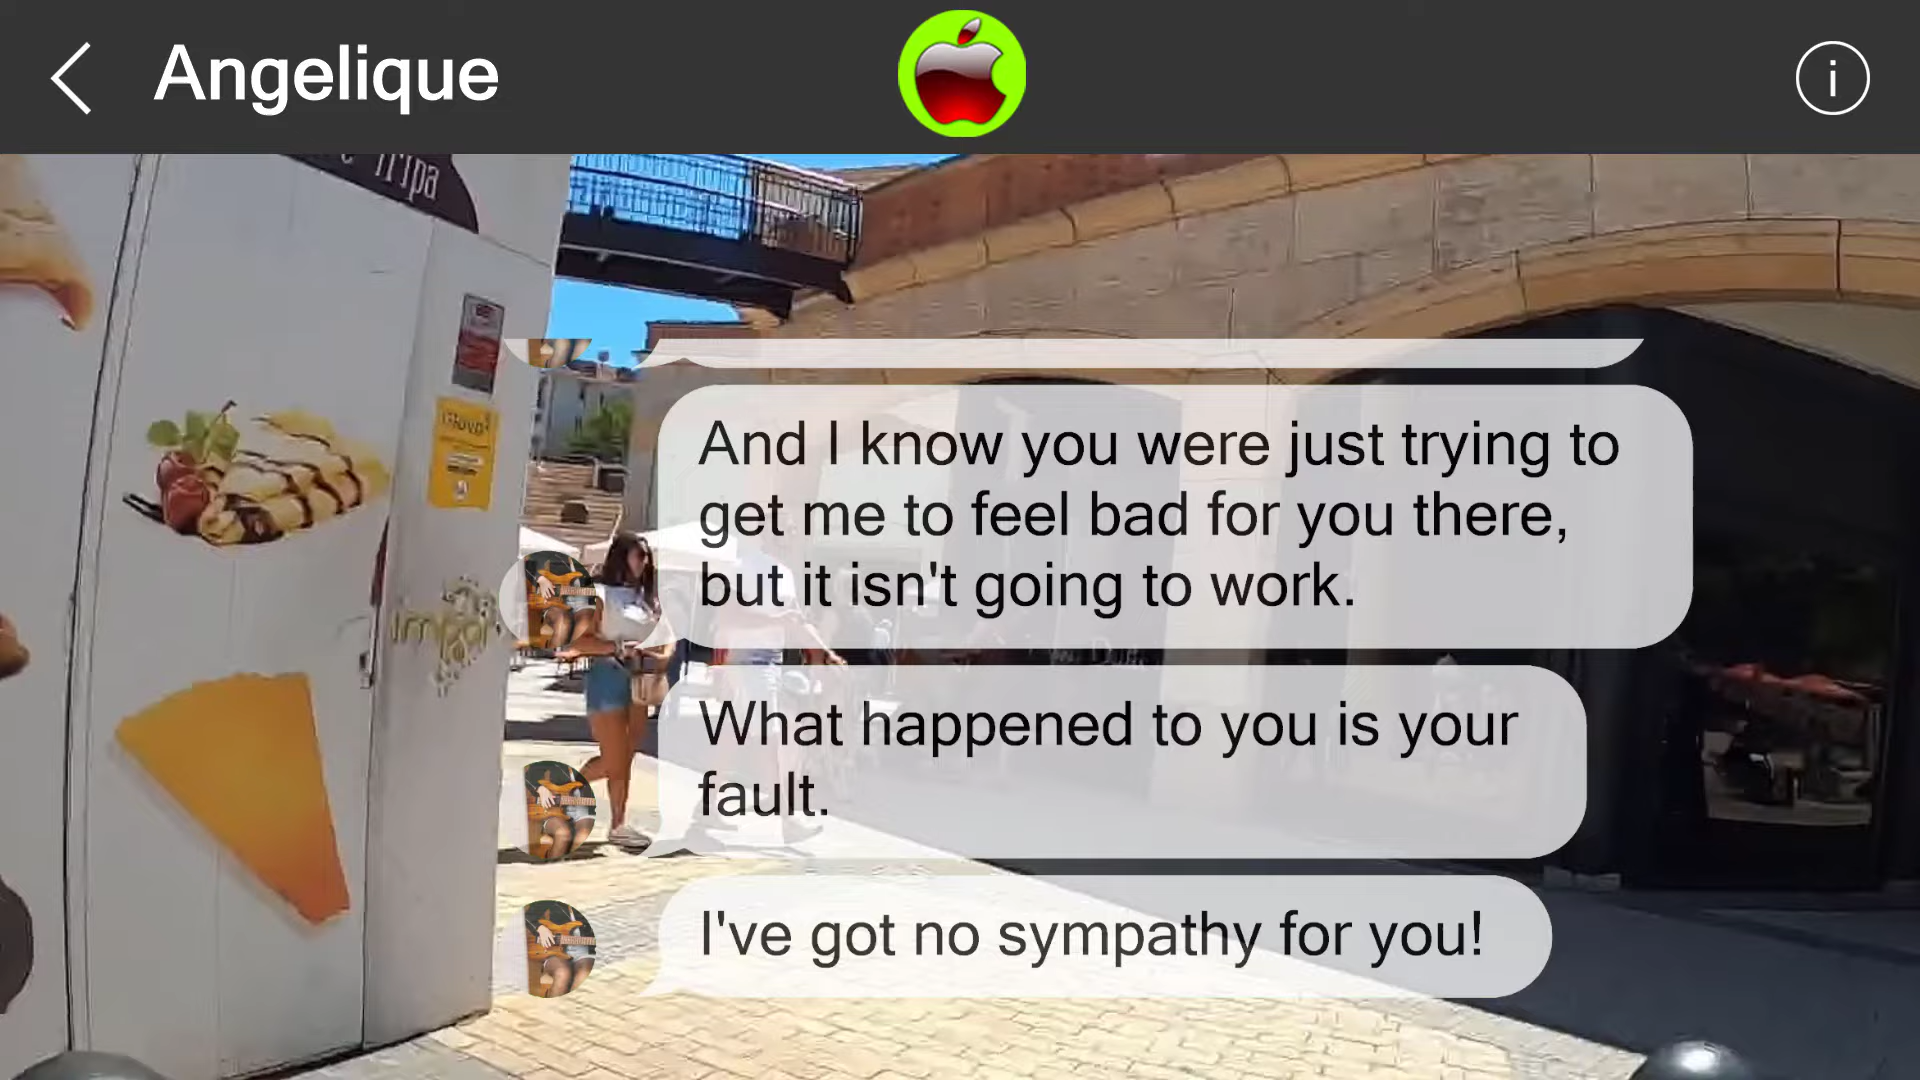 Angelique
i
Tripa
And I know you were just trying to
get me to feel bad for you there,
but it isn't going to work.
What happened to you is your
fault.
I've got no sympathy for you!